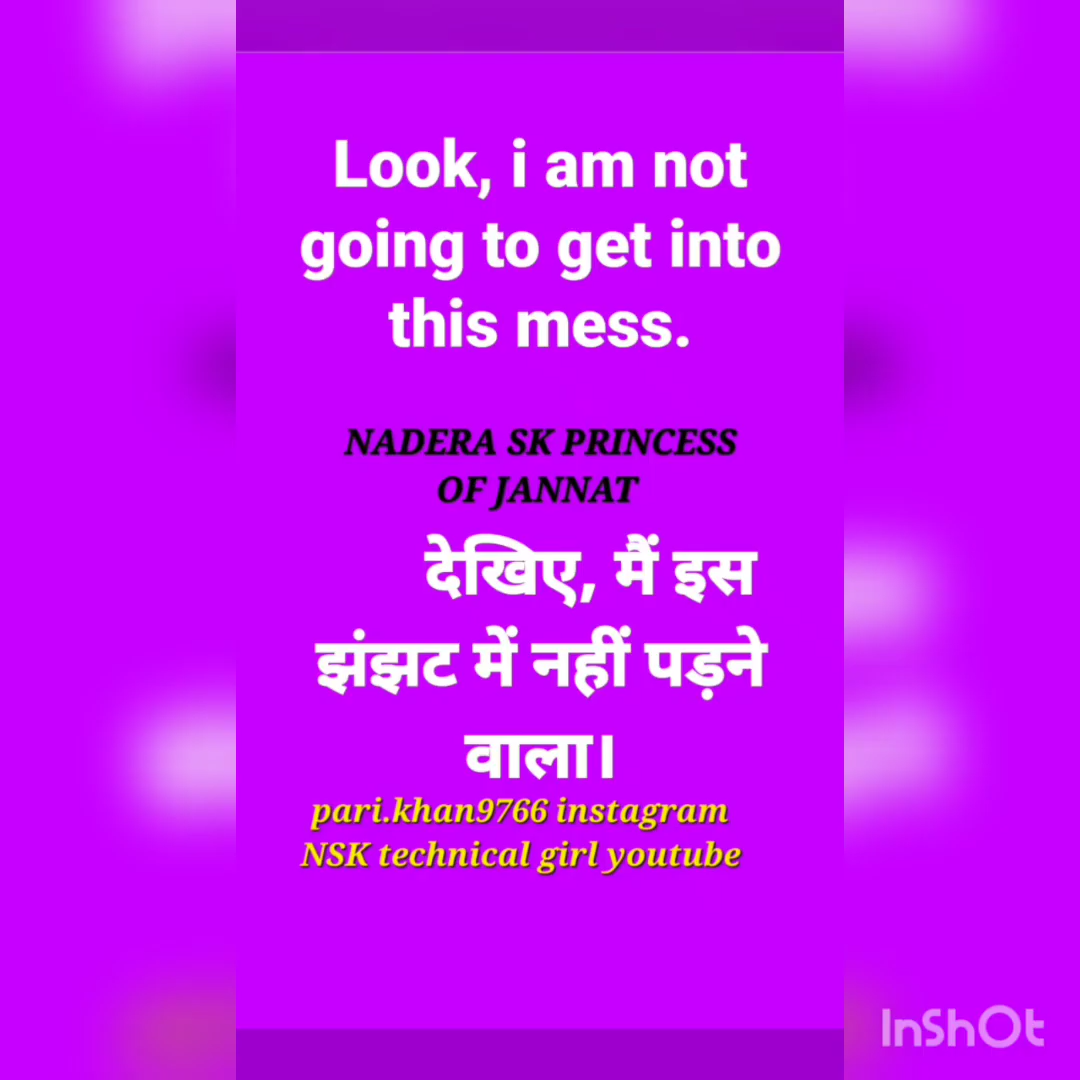 Look, i am not
going to get into
this mess.
NADERA SK PRINCESS
OF JANNAT
देखिए, मैं इस
झंझट में नहीं पड़ने
वाला।
pari.khan9766 instagram
NSK technical girl youtube
InShOt